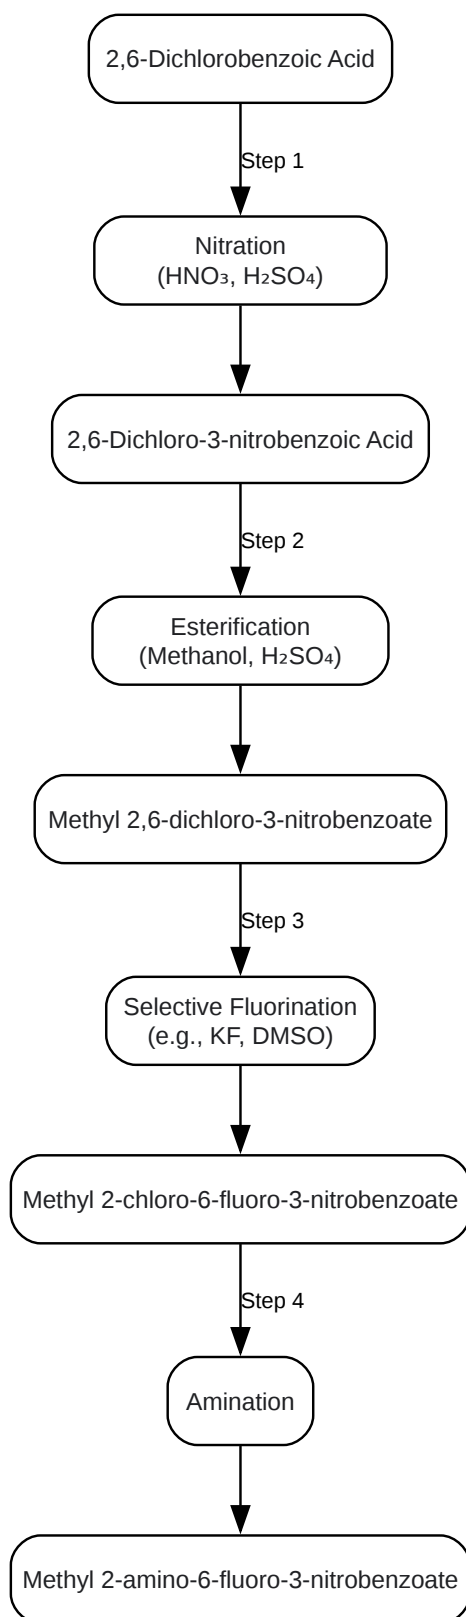 2,6-Dichlorobenzoic Acid
Step 1
Nitration
(HNO₃, H₂SO₄)
2,6-Dichloro-3-nitrobenzoic Acid
Step 2
Esterification
(Methanol, H₂SO₄)
Methyl 2,6-dichloro-3-nitrobenzoate
Step 3
Selective Fluorination
(e.g., KF, DMSO)
Methyl 2-chloro-6-fluoro-3-nitrobenzoate
Step 4
Amination
Methyl 2-amino-6-fluoro-3-nitrobenzoate